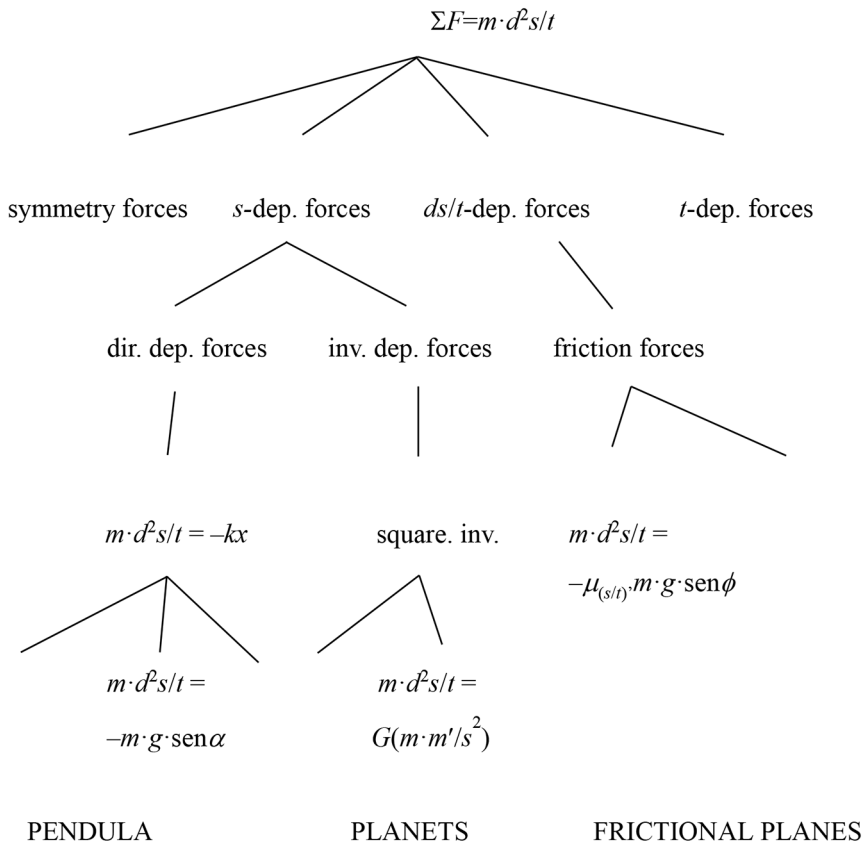 ΣF=m·d²s/t
symmetry forces s-dep. forces ds/t-dep. forces t-dep. forces
dir. dep. forces inv. dep. forces friction forces
m·d²s/t = –kx square. inv. m·d²s/t =
–μ(s/t),m·g·senϕ
m·d²s/t = m·d²s/t =
–m·g·senα G(m·m′/s²)
PENDULA PLANETS FRICTIONAL PLANES